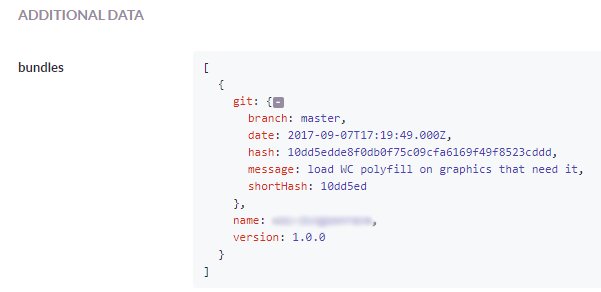 ADDITIONAL DATA
bundles
[
{
git: {-
branch: master,
date: 2017-09-07T17:19:49.000Z,
hash: 10dd5edde8f0db0f75c09cfa6169f49f8523cddd,
message: load WC polyfill on graphics that need it,
shortHash: 10dd5ed
},
name: ,
version: 1.0.0
}
]